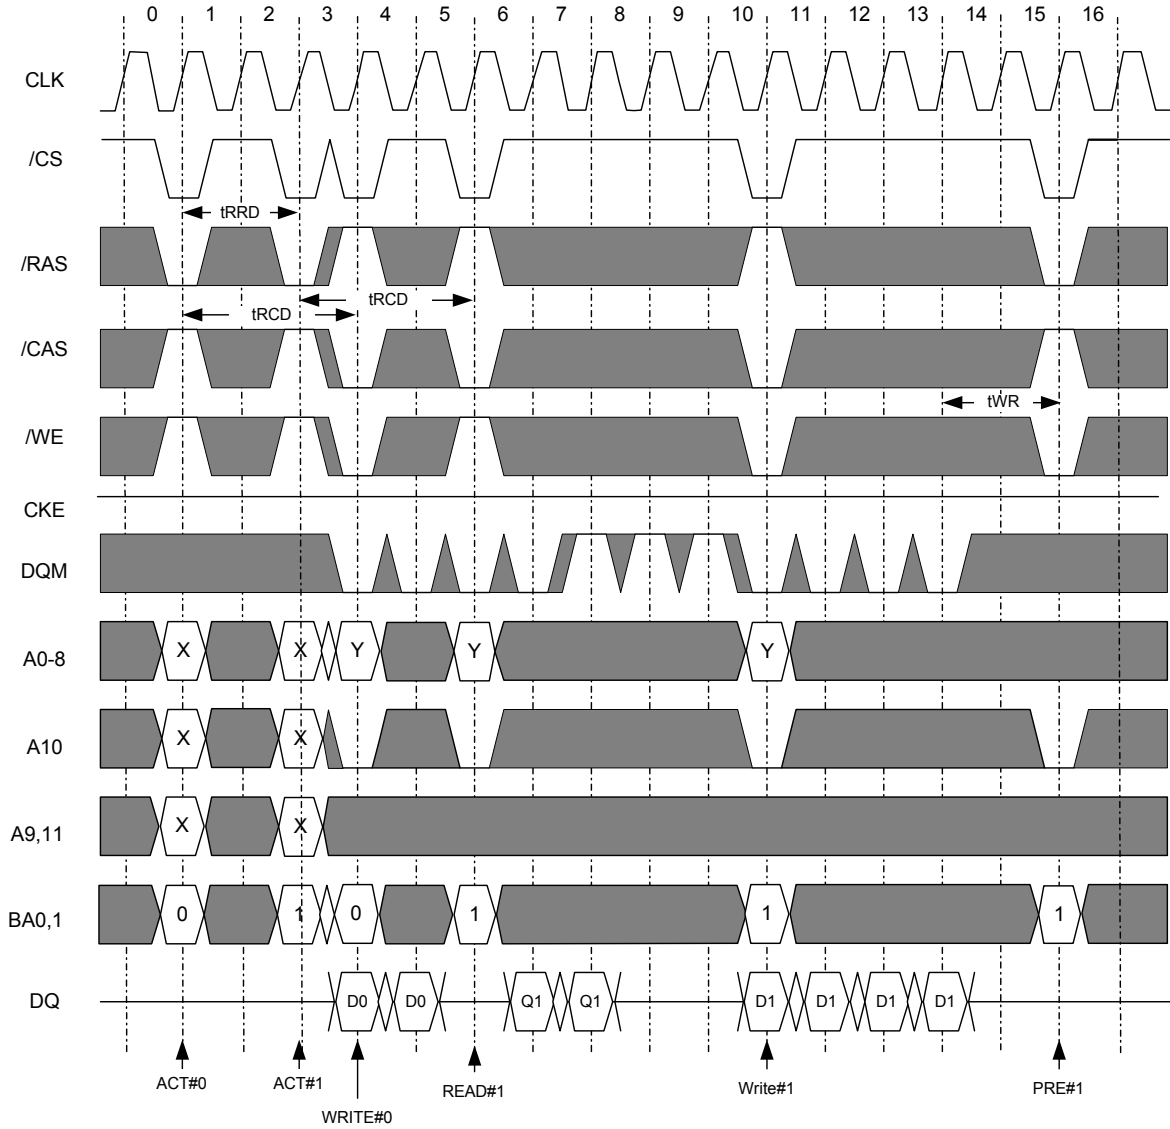 0 1 2 3 4 5 6 7 8 9 10 11 12 13 14 15 16
CLK
/CS
tRRD
/RAS
tRCD
tRCD
/CAS
tWR
/WE
CKE
DQM
A0-8 X X Y Y Y
A10 X X
A9,11 X X
BA0,1 0 1 0 1 1 1
DQ D0 D0 Q1 Q1 D1 D1 D1 D1
ACT#0 ACT#1 READ#1 Write#1 PRE#1
WRITE#0